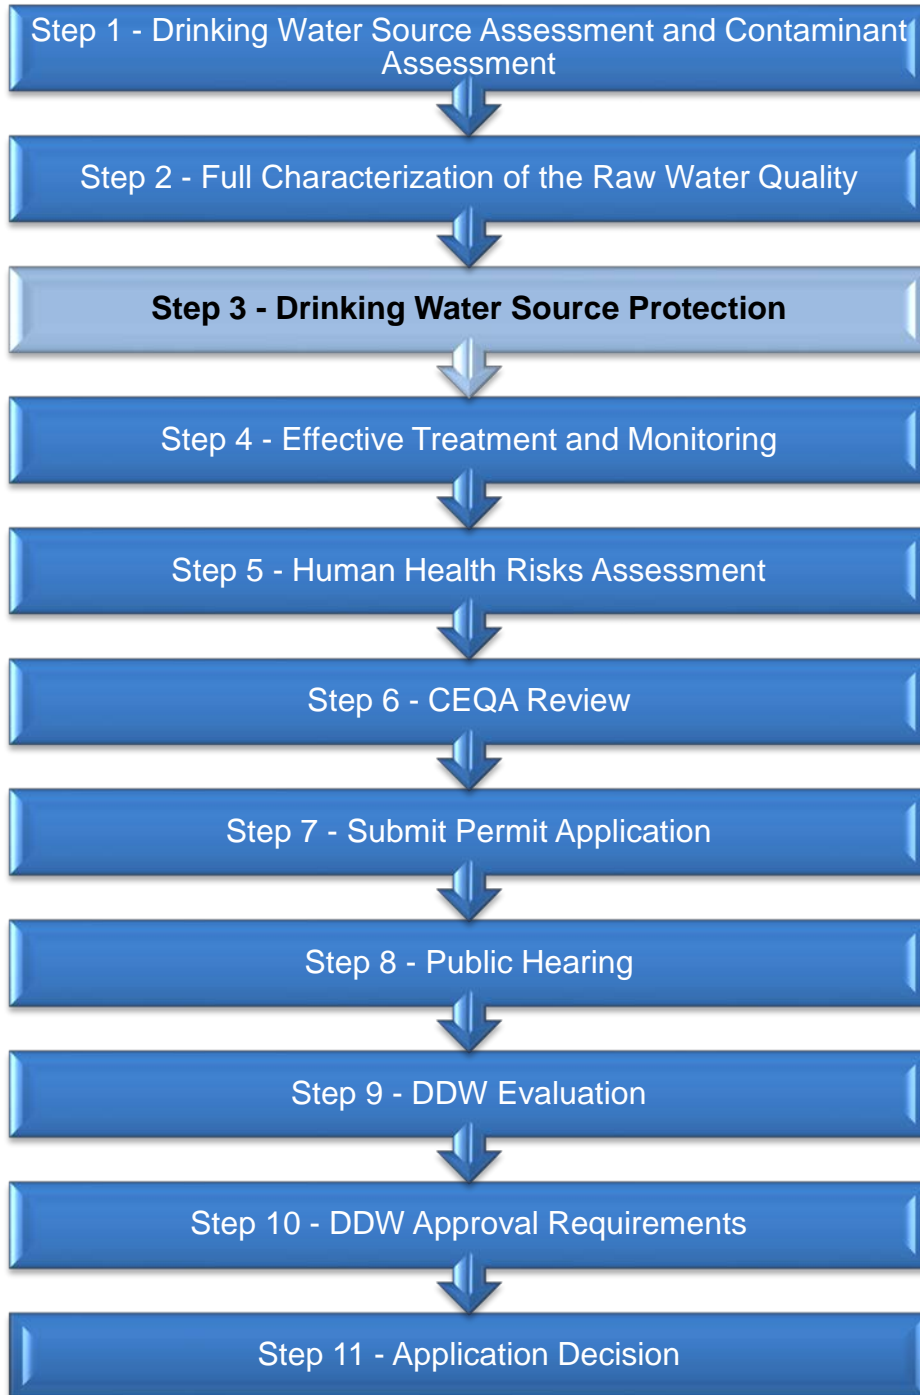 Step 1 - Drinking Water Source Assessment and Contaminant
Assessment
Step 2 - Full Characterization of the Raw Water Quality
Step 3 - Drinking Water Source Protection
Step 4 - Effective Treatment and Monitoring
Step 5 - Human Health Risks Assessment
Step 6 - CEQA Review
Step 7 - Submit Permit Application
Step 8 - Public Hearing
Step 9 - DDW Evaluation
Step 10 - DDW Approval Requirements
Step 11 - Application Decision